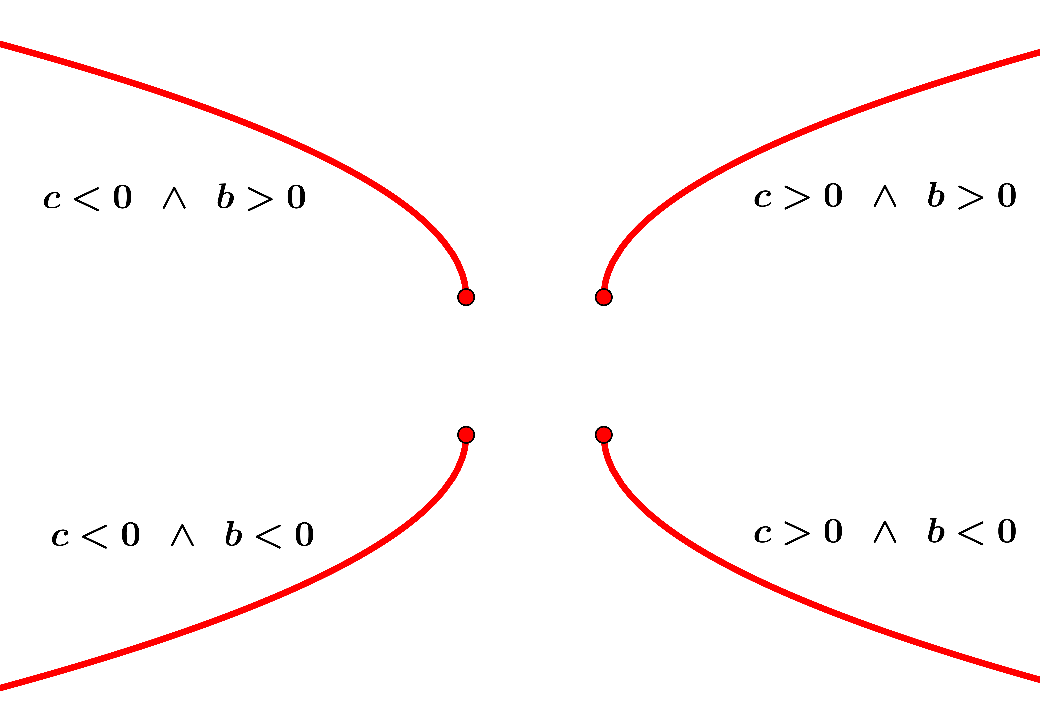 c < 0 ∧ b > 0
c > 0 ∧ b > 0
c < 0 ∧ b < 0
c > 0 ∧ b < 0